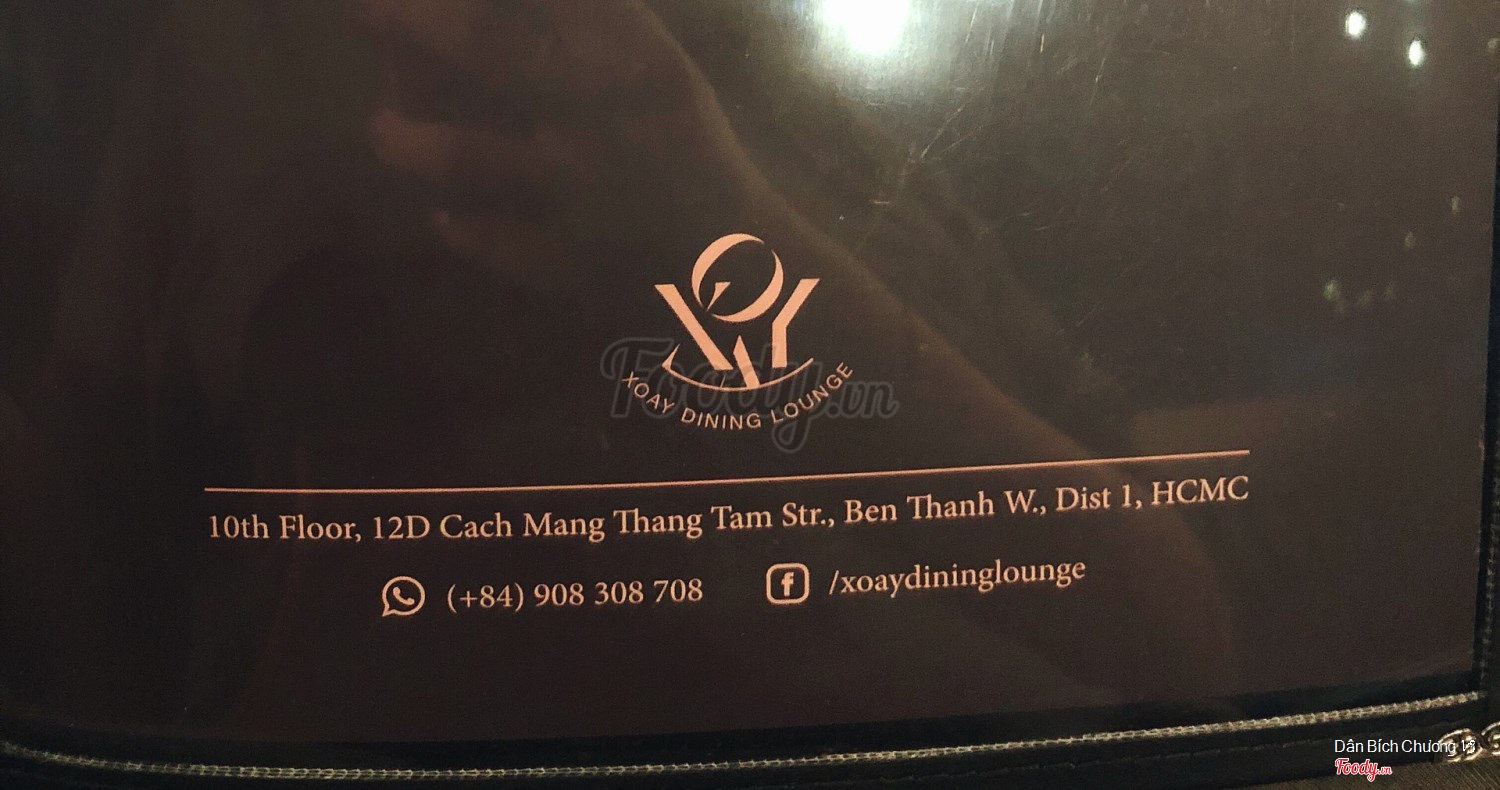 XOAY
XOAY DINING LOUNGE
Foody.vn
10th Floor, 12D Cach Mang Thang Tam Str., Ben Thanh W., Dist 1, HCMC
(+84) 908 308 708 /xoaydininglounge
Dân Bích Chương 13
Foody.vn